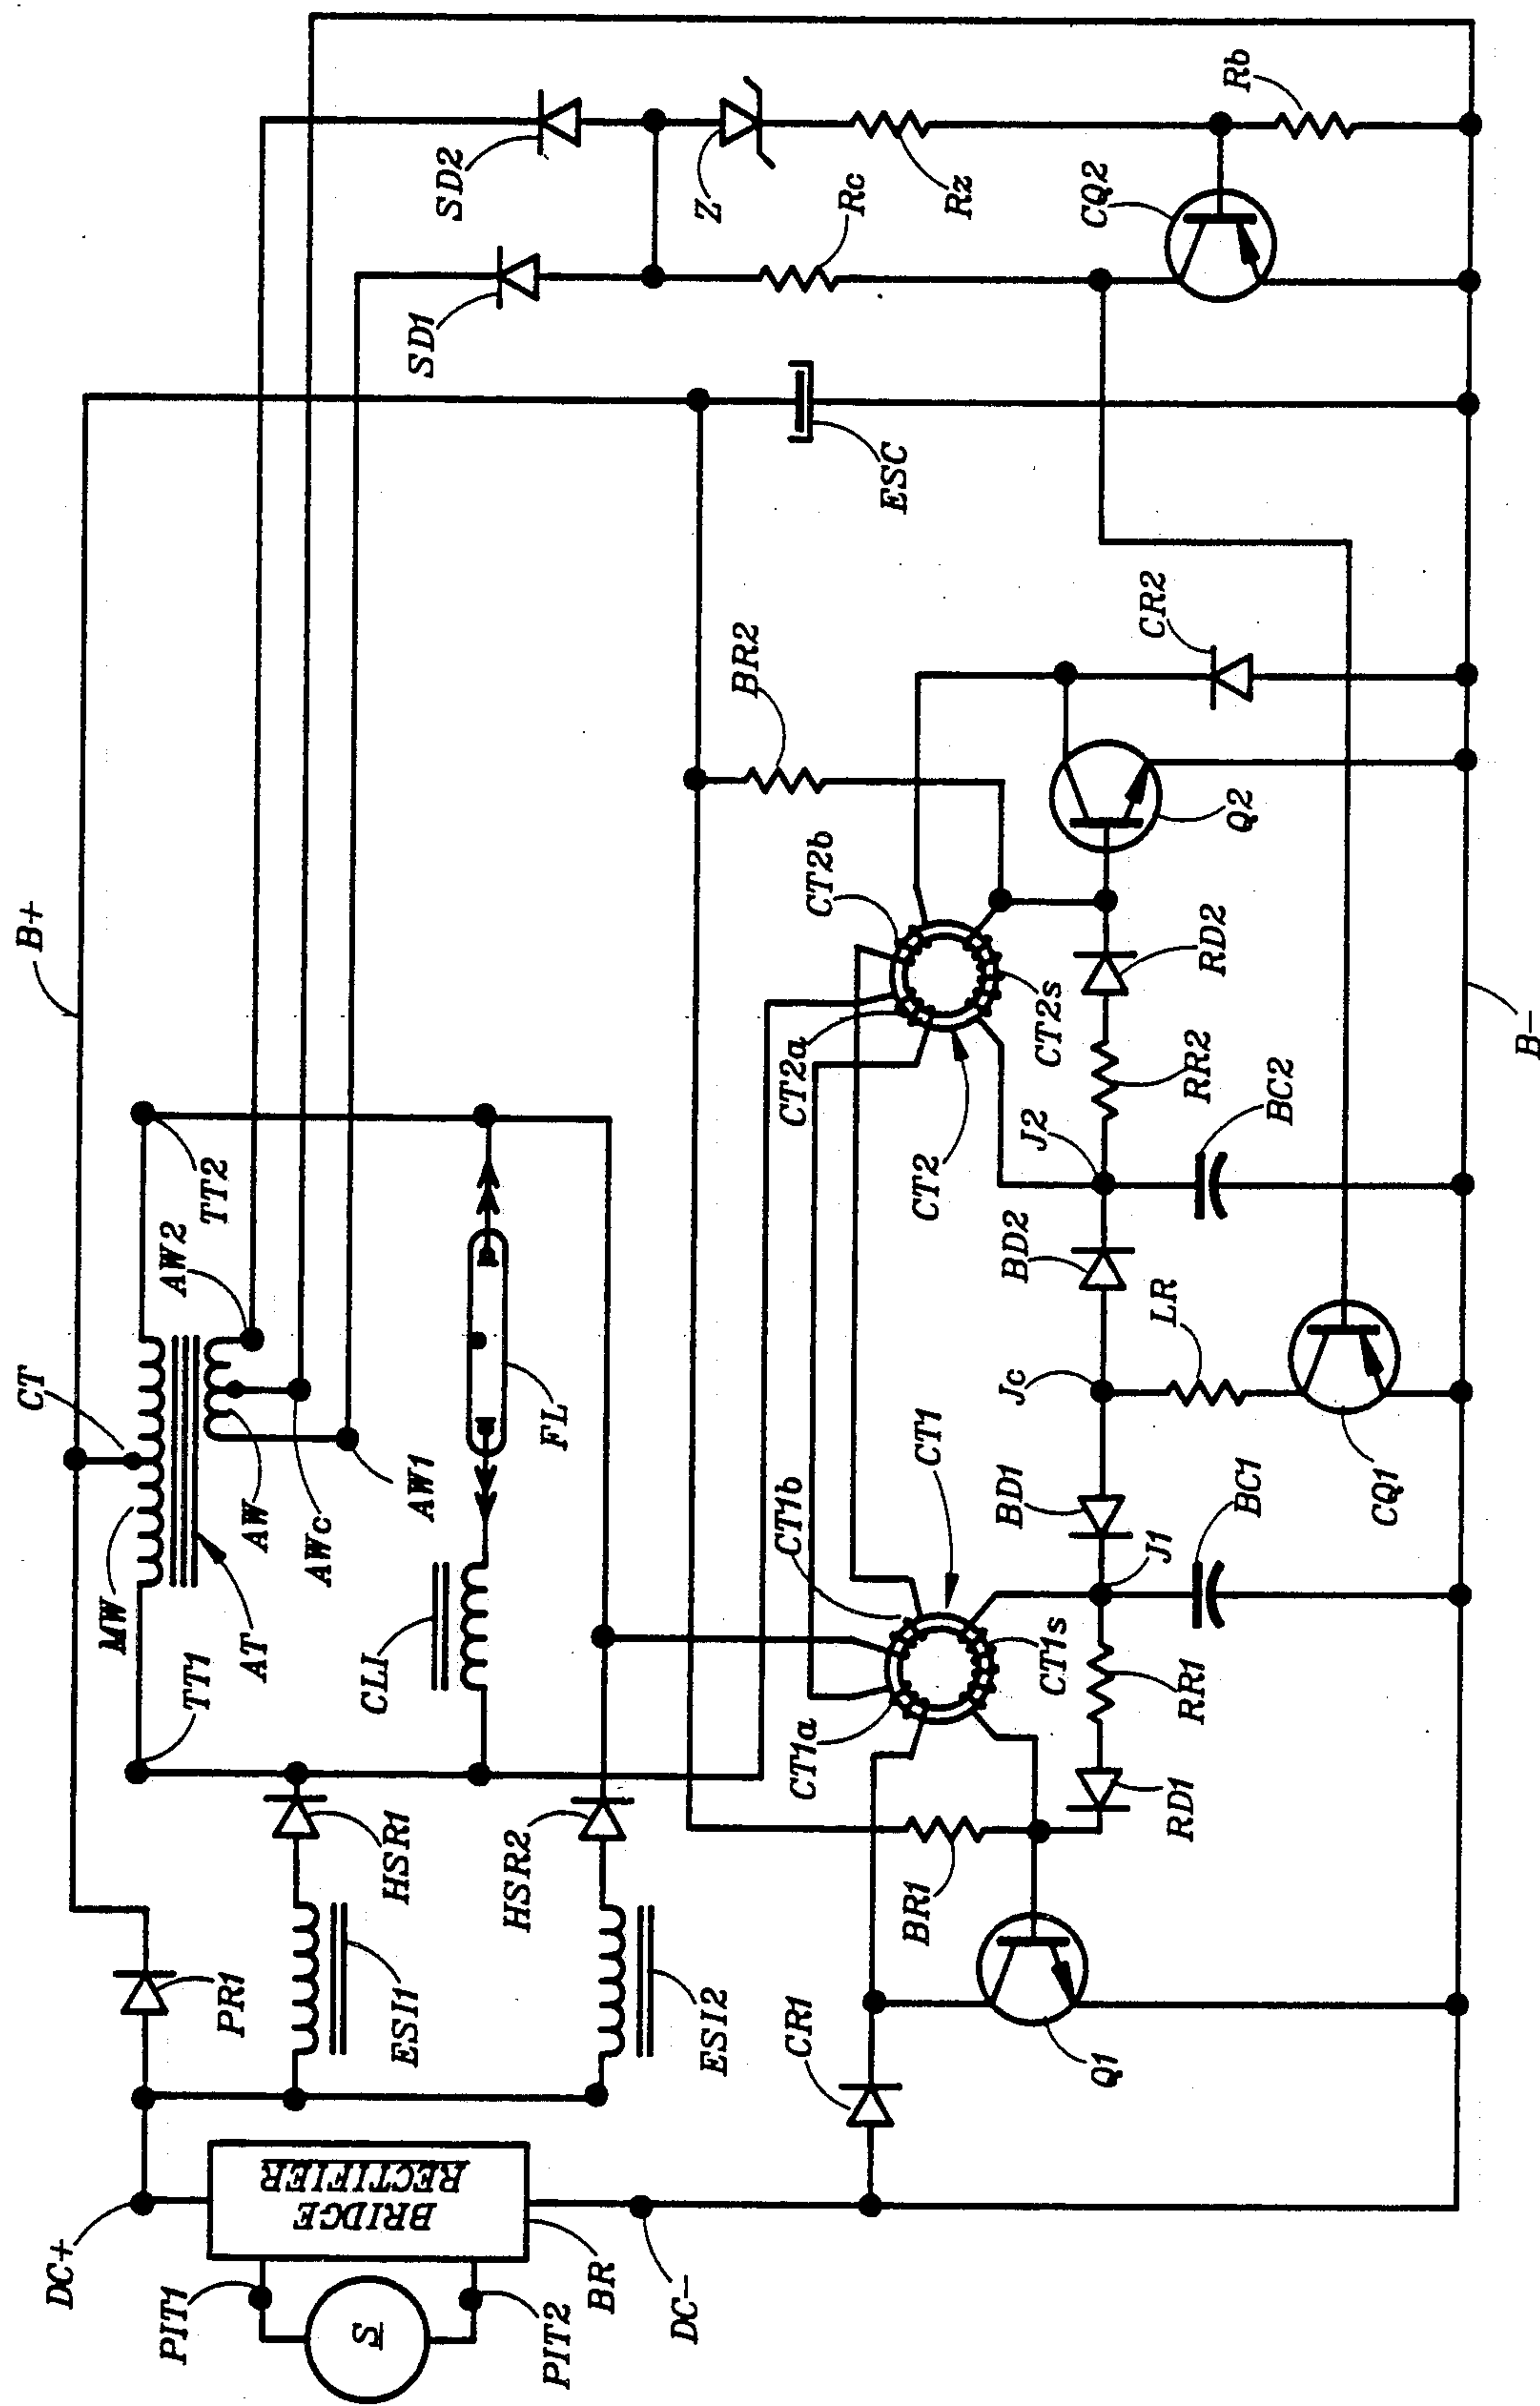 B+
CT
MW
TT1
AT
AW
AWc
AW1
AW2
TT2
DC+
PIT1
S
PIT2
BRIDGE
RECTIFIER
BR
DC-
PR1
HSR1
ESI1
HSR2
ESI2
CLI
FL
SD1
SD2
Z
Rc
Rz
Rb
CQ2
ESC
BR2
CR2
CR1
BR1
Q1
CT1a
CT1b
CT1
CT1s
RD1
RR1
J1
BD1
BC1
Jc
LR
CQ1
BD2
J2
CT2
CT2a
CT2b
CT2s
RR2
RD2
BC2
Q2
B-